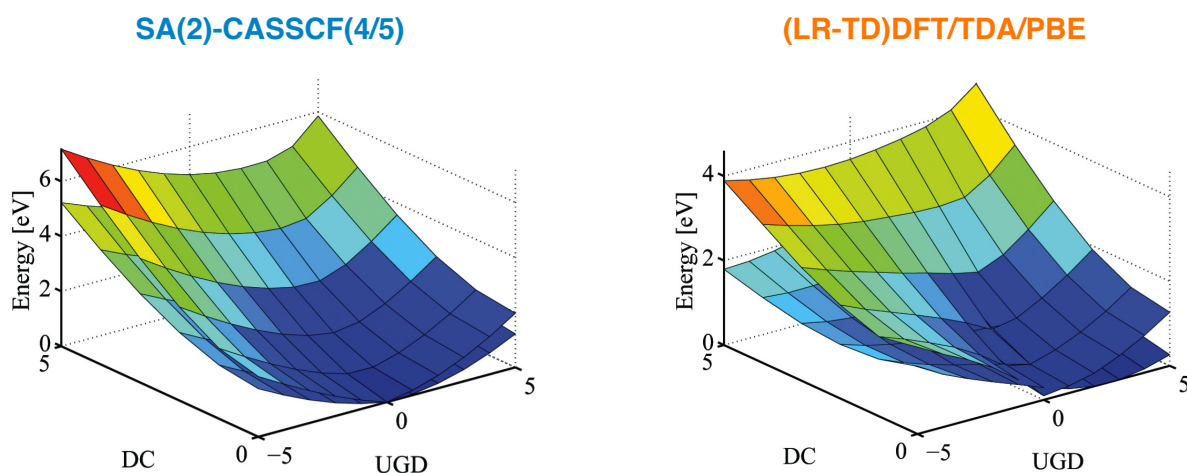 SA(2)-CASSCF(4/5)
6
4
2
0
5
Energy [eV]
DC
0
−5
0
5
UGD
(LR-TD)DFT/TDA/PBE
4
2
0
5
Energy [eV]
DC
0
−5
0
5
UGD